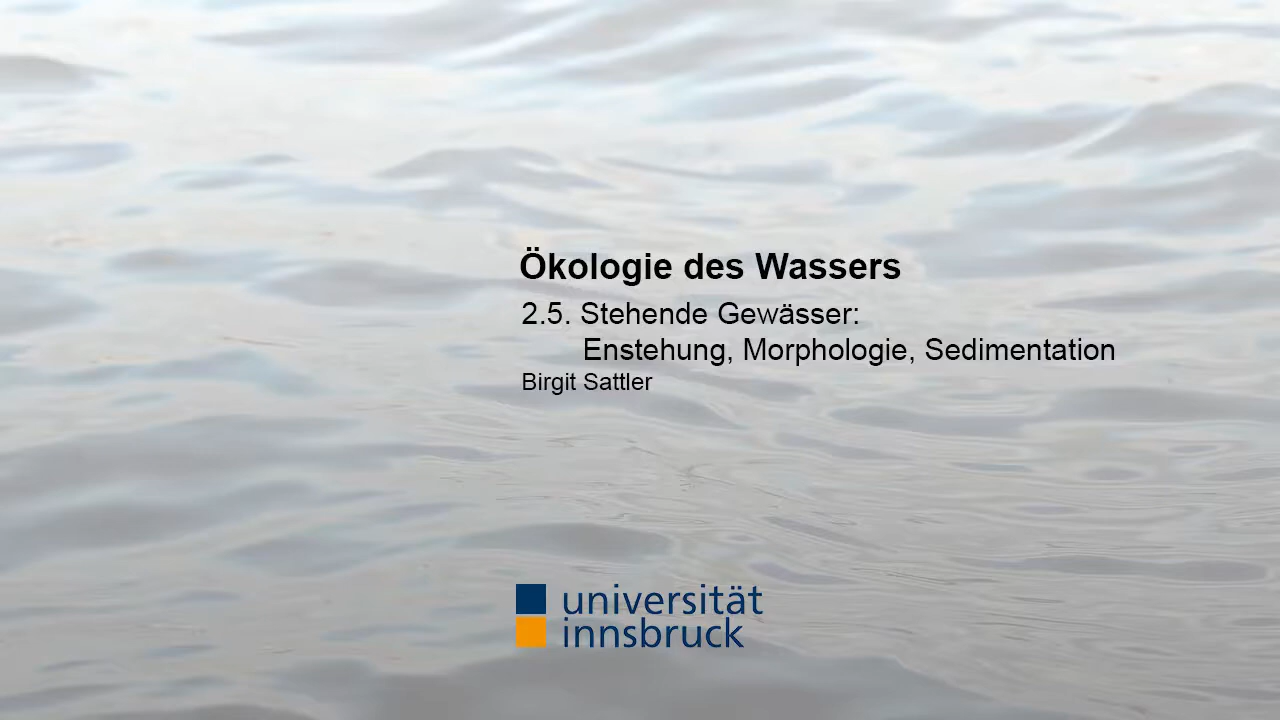 Ökologie des Wassers
2.5. Stehende Gewässer:
Enstehung, Morphologie, Sedimentation
Birgit Sattler
universität
innsbruck